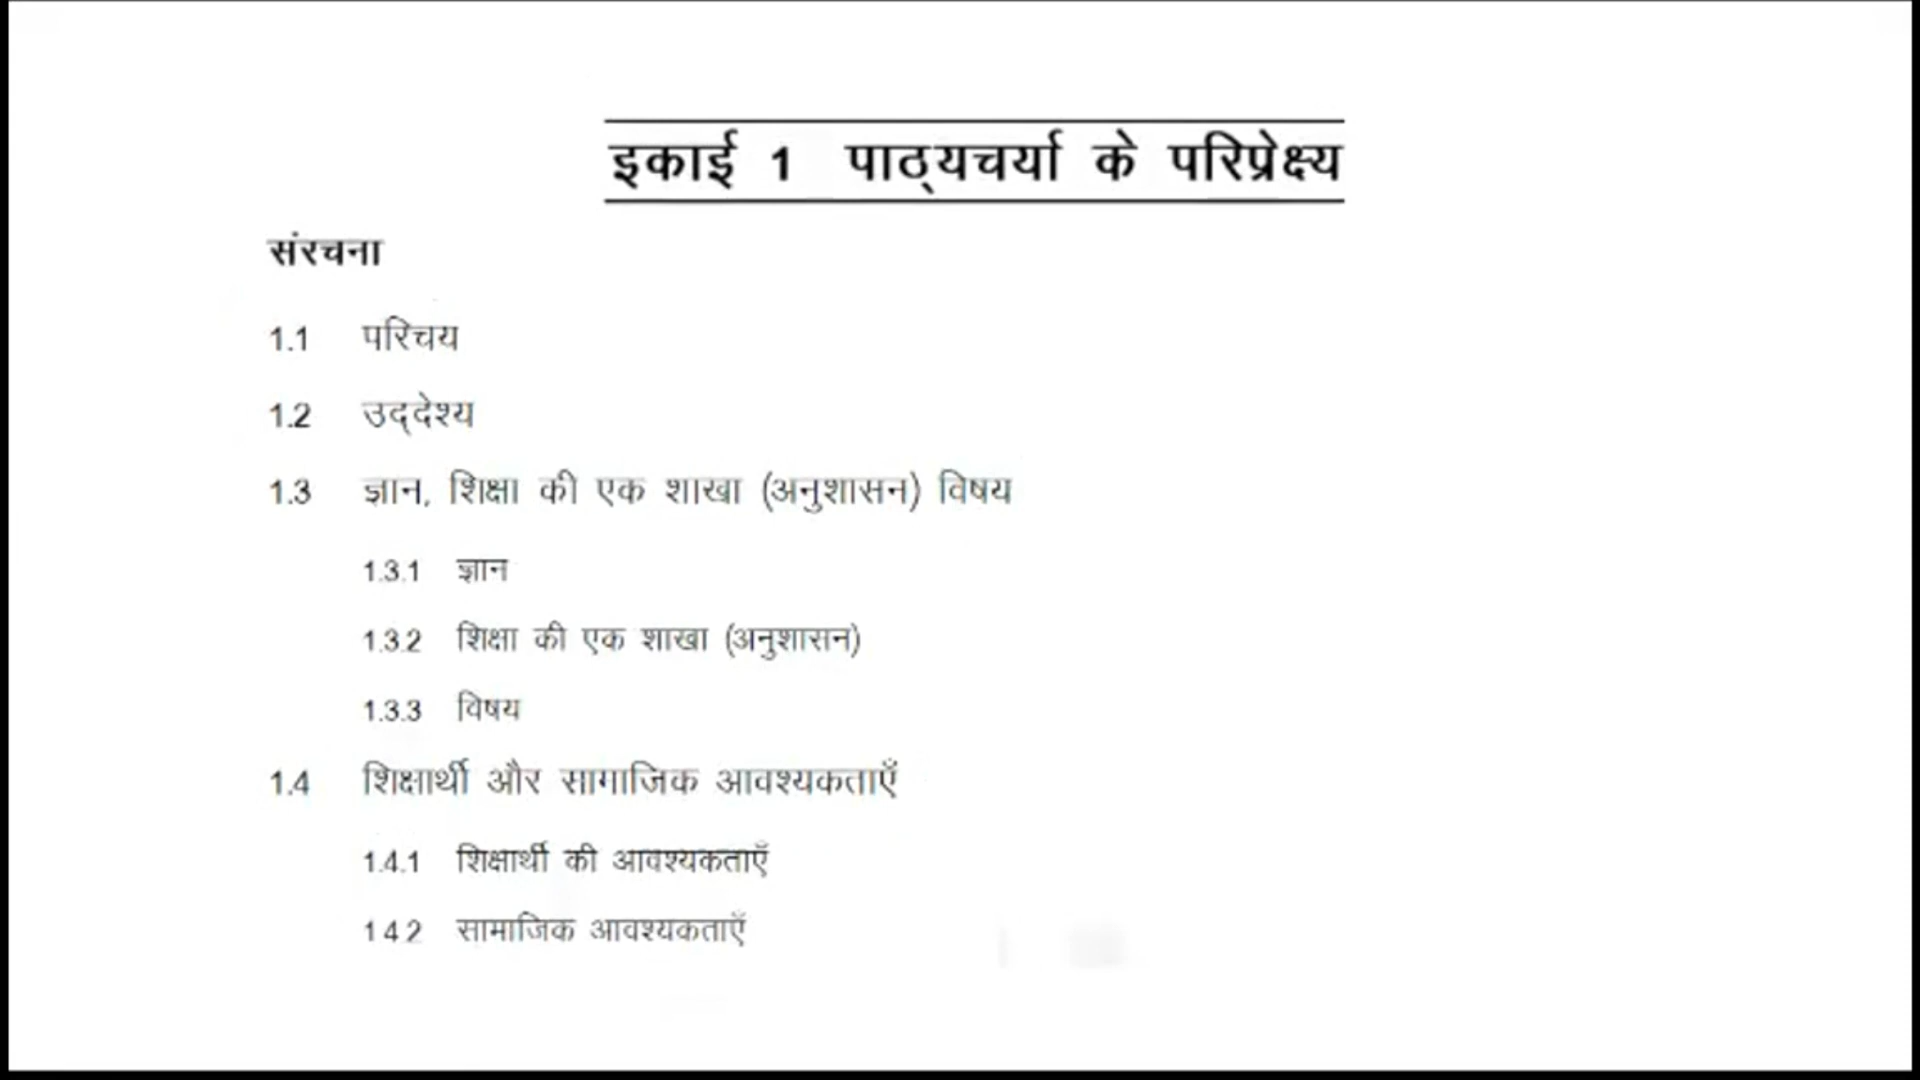 इकाई 1 पाठ्यचर्या के परिप्रेक्ष्य
संरचना
1.1 परिचय
1.2 उद्देश्य
1.3 ज्ञान, शिक्षा की एक शाखा (अनुशासन) विषय
1.3.1 ज्ञान
1.3.2 शिक्षा की एक शाखा (अनुशासन)
1.3.3 विषय
1.4 शिक्षार्थी और सामाजिक आवश्यकताएँ
1.4.1 शिक्षार्थी की आवश्यकताएँ
1.4.2 सामाजिक आवश्यकताएँ